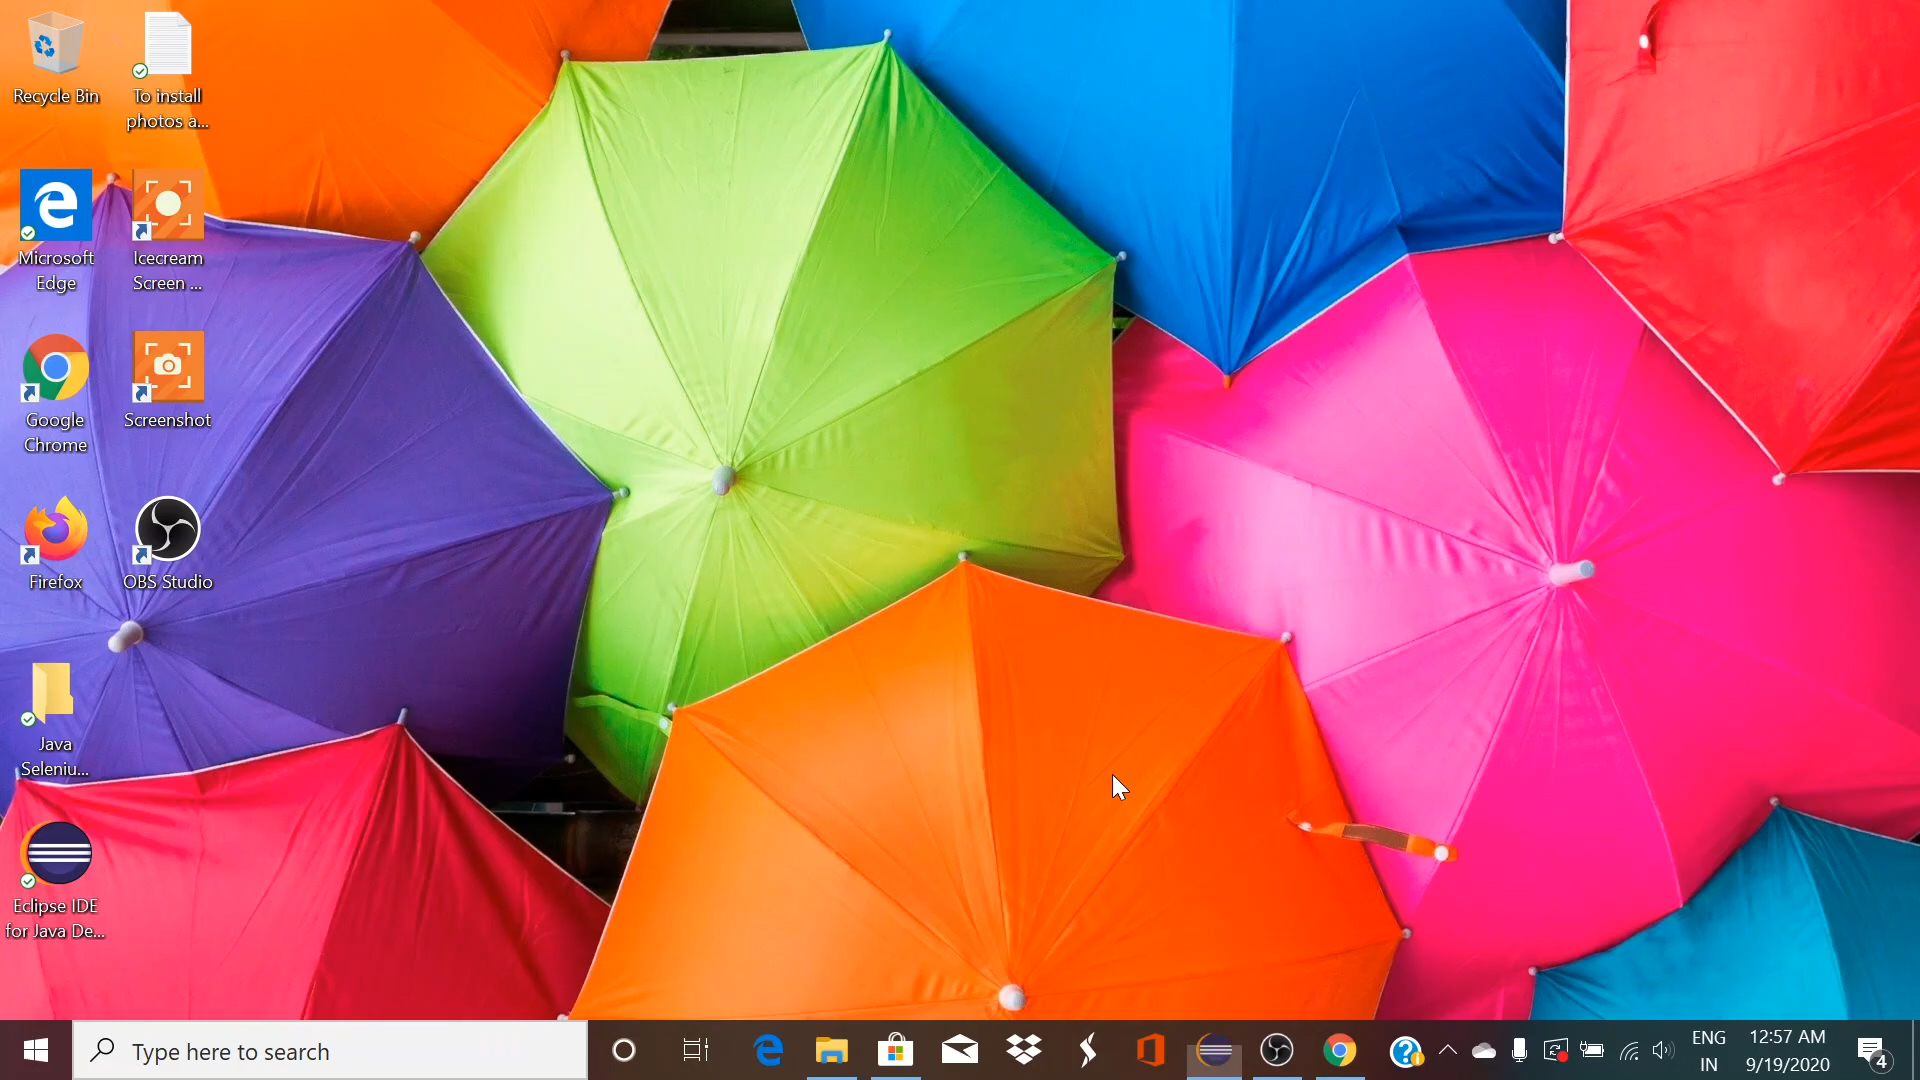 Recycle Bin
To install
photos a...
Microsoft
Edge
Icecream
Screen ...
Google
Chrome
Screenshot
Firefox
OBS Studio
Java
Seleniu...
Eclipse IDE
for Java De...
Type here to search
ENG
IN
12:57 AM
9/19/2020
4